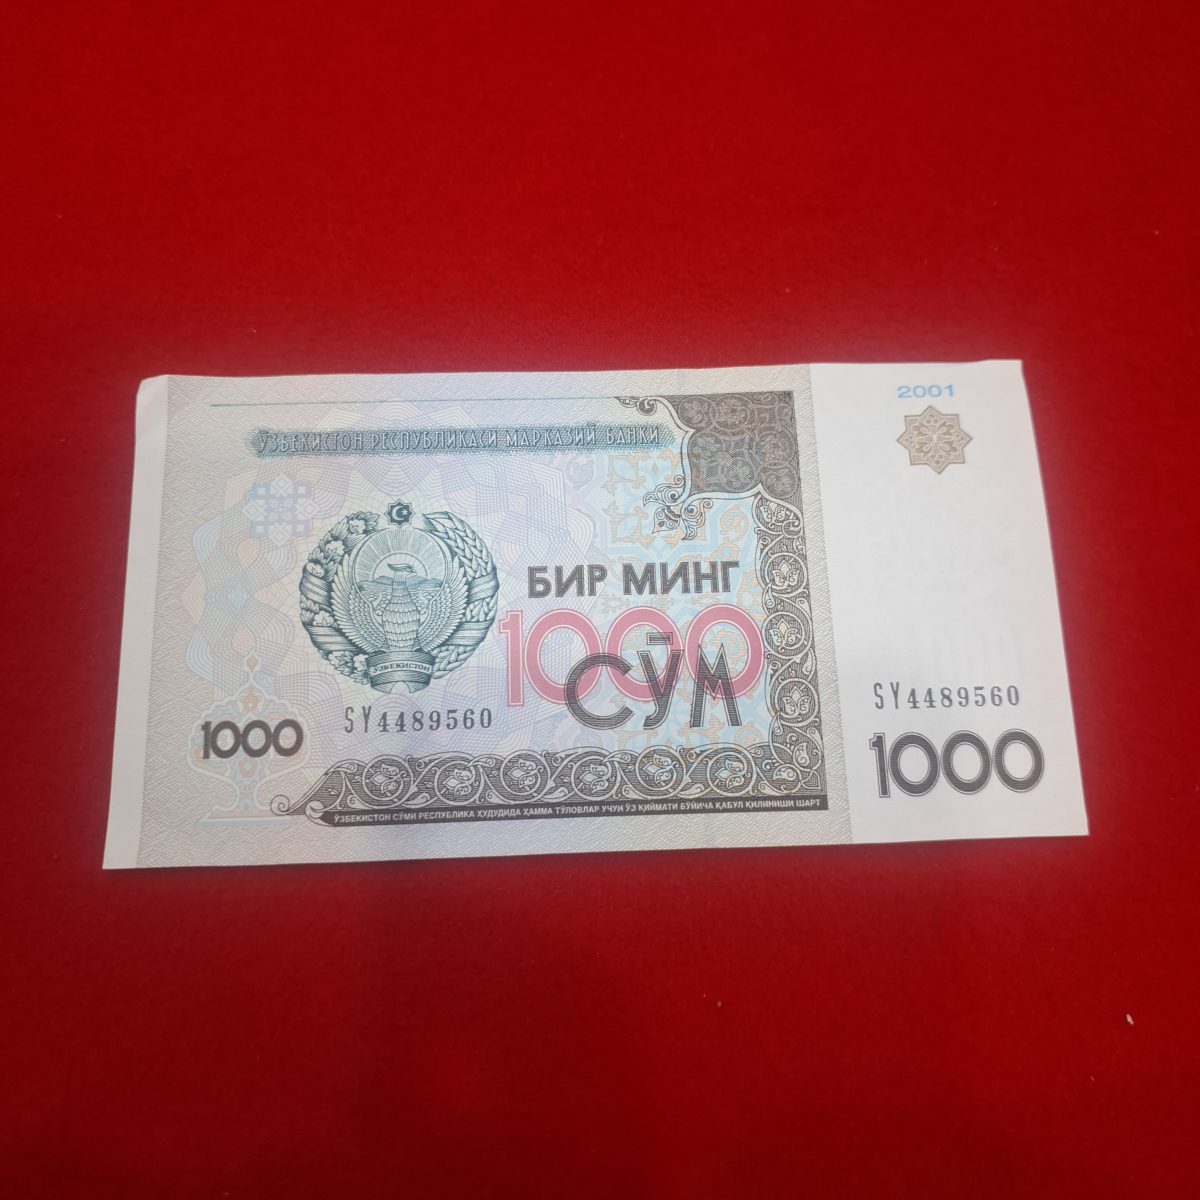 2001
ЎЗБЕКИСТОН РЕСПУБЛИКАСИ МАРКАЗИЙ БАНКИ
БИР МИНГ
1000
СЎМ
ЎЗБЕКИСТОН
SY4489560
SY4489560
1000
1000
ЎЗБЕКИСТОН СЎМИ РЕСПУБЛИКА ҲУДУДИДА ҲАММА ТЎЛОВЛАР УЧУН ЎЗ ҚИЙМАТИ БЎЙИЧА ҚАБУЛ ҚИЛИНИШИ ШАРТ